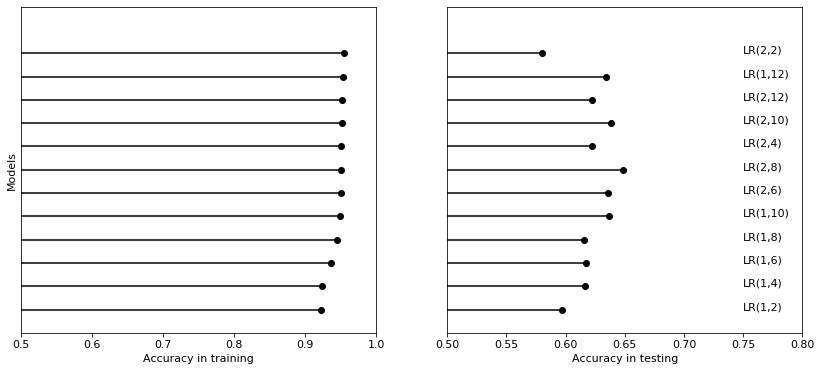 Models
0.5 0.6 0.7 0.8 0.9 1.0
Accuracy in training
LR(2,2)
LR(1,12)
LR(2,12)
LR(2,10)
LR(2,4)
LR(2,8)
LR(2,6)
LR(1,10)
LR(1,8)
LR(1,6)
LR(1,4)
LR(1,2)
0.50 0.55 0.60 0.65 0.70 0.75 0.80
Accuracy in testing